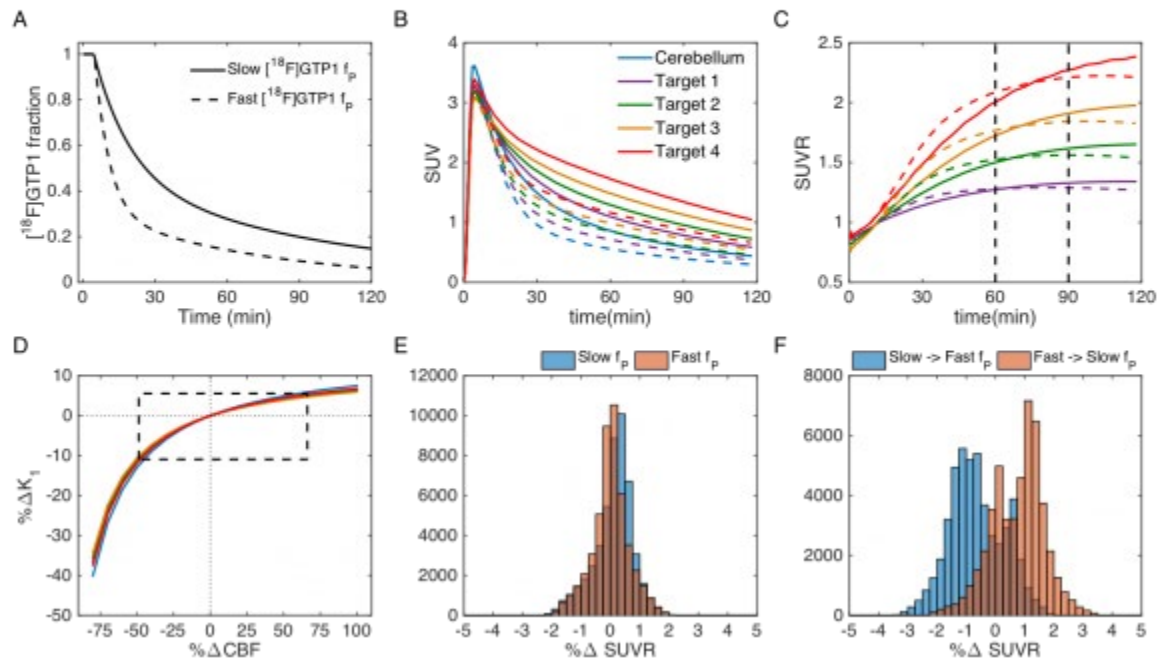 A
[¹⁸F]GTP1 fraction
1
0.8
0.6
0.4
0.2
0
Slow [¹⁸F]GTP1 fₚ
Fast [¹⁸F]GTP1 fₚ
0 30 60 90 120
Time (min)
B
SUV
4
3
2
1
0
Cerebellum
Target 1
Target 2
Target 3
Target 4
0 30 60 90 120
time(min)
C
SUVR
2.5
2
1.5
1
0.5
0 30 60 90 120
time(min)
D
%ΔK₁
10
0
-10
-20
-30
-40
-50
-75 -50 -25 0 25 50 75 100
%ΔCBF
E
Slow fₚ Fast fₚ
12000
10000
8000
6000
4000
2000
0
-5 -4 -3 -2 -1 0 1 2 3 4 5
%Δ SUVR
F
Slow -> Fast fₚ Fast -> Slow fₚ
8000
6000
4000
2000
0
-5 -4 -3 -2 -1 0 1 2 3 4 5
%Δ SUVR